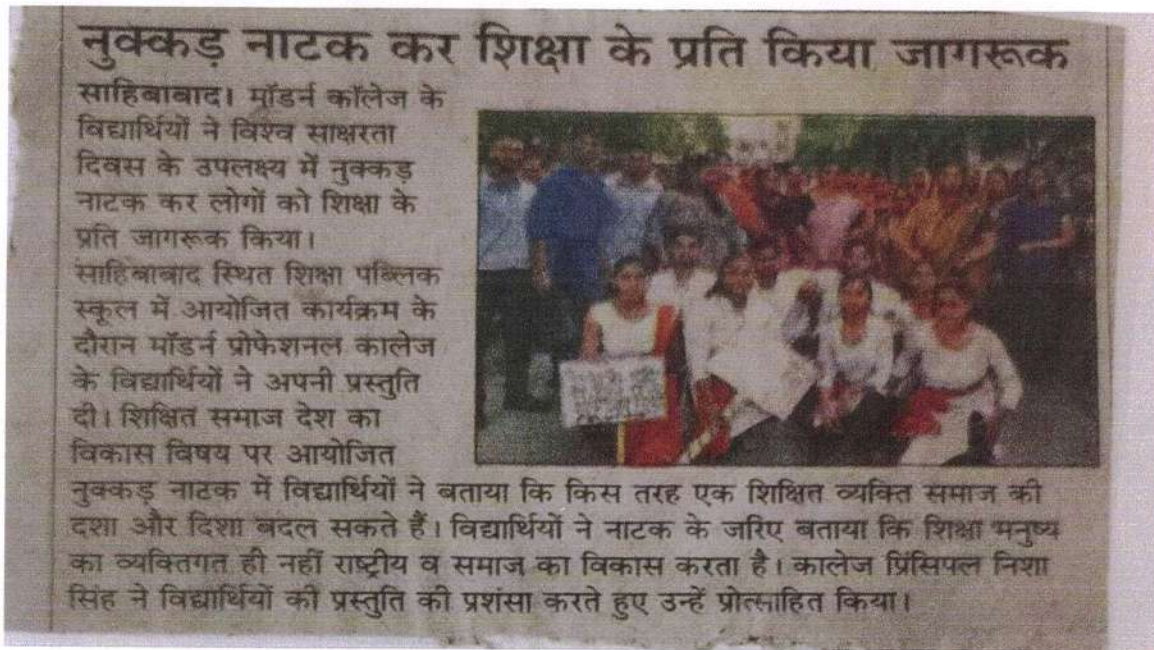 नुक्कड़ नाटक कर शिक्षा के प्रति किया जागरूक
साहिबाबाद। मॉडर्न कॉलेज के
विद्यार्थियों ने विश्व साक्षरता
दिवस के उपलक्ष्य में नुक्कड़
नाटक कर लोगों को शिक्षा के
प्रति जागरूक किया।
साहिबाबाद स्थित शिक्षा पब्लिक
स्कूल में आयोजित कार्यक्रम के
दौरान मॉडर्न प्रोफेशनल कालेज
के विद्यार्थियों ने अपनी प्रस्तुति
दी। शिक्षित समाज देश का
विकास विषय पर आयोजित
नुक्कड़ नाटक में विद्यार्थियों ने बताया कि किस तरह एक शिक्षित व्यक्ति समाज की
दशा और दिशा बदल सकते हैं। विद्यार्थियों ने नाटक के जरिए बताया कि शिक्षा मनुष्य
का व्यक्तिगत ही नहीं राष्ट्रीय व समाज का विकास करता है। कालेज प्रिंसिपल निशा
सिंह ने विद्यार्थियों की प्रस्तुति की प्रशंसा करते हुए उन्हें प्रोत्साहित किया।